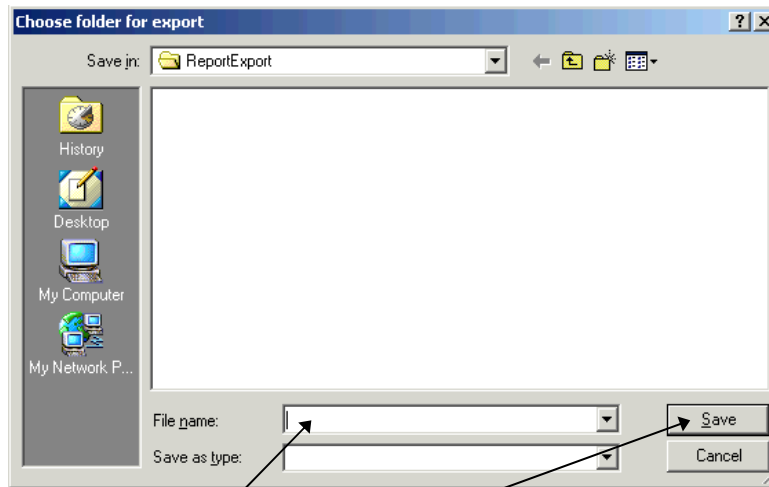 Choose folder for export
Save in: ReportExport
History
Desktop
My Computer
My Network P...
File name:
Save
Save as type:
Cancel